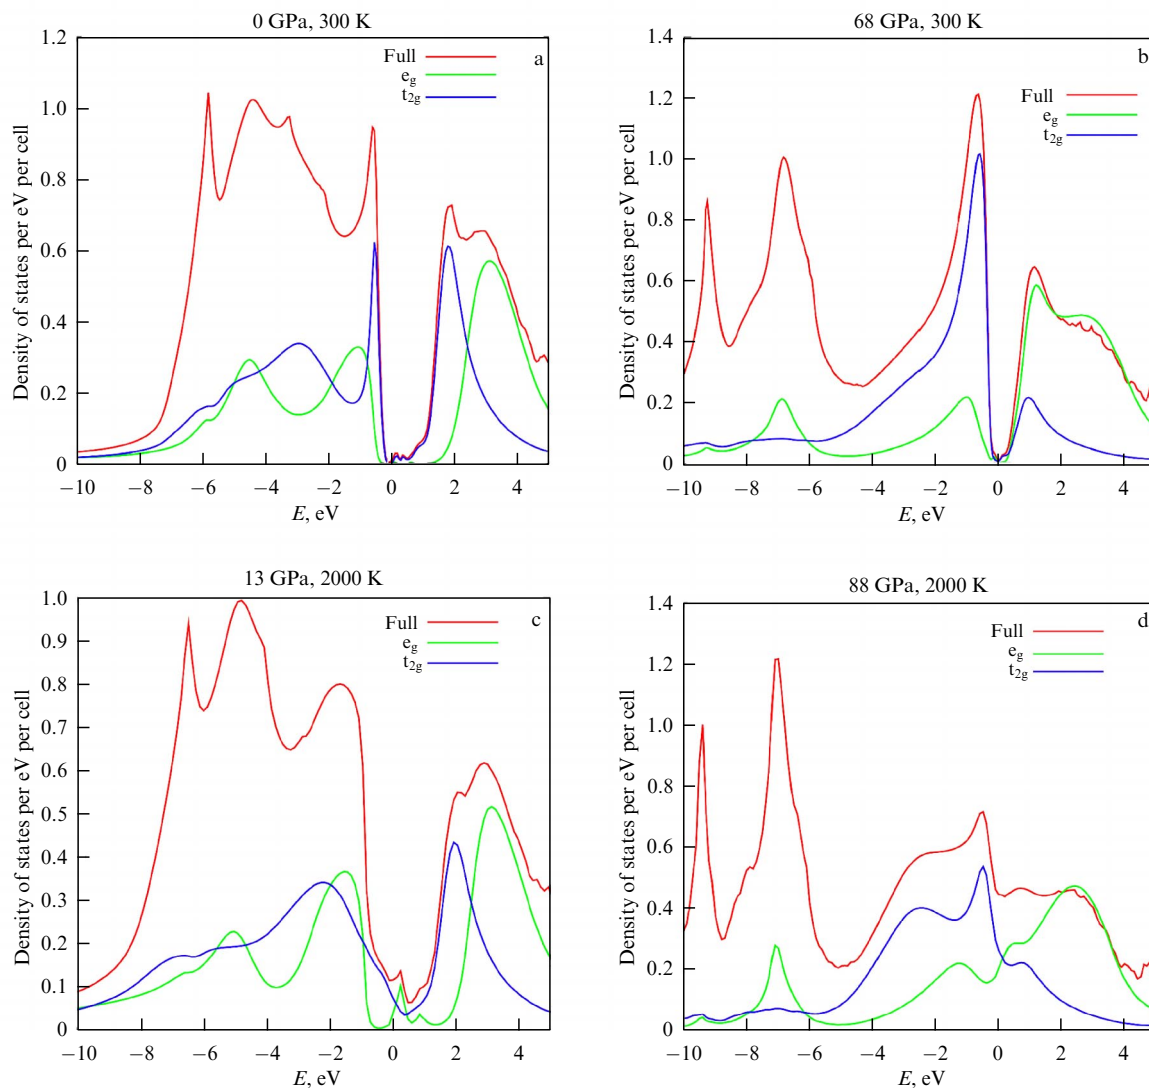 0 GPa, 300 K
a
Full
e_g
t_2g
1.2
1.0
0.8
0.6
0.4
0.2
0
Density of states per eV per cell
−10 −8 −6 −4 −2 0 2 4
E, eV
68 GPa, 300 K
b
Full
e_g
t_2g
1.4
1.2
1.0
0.8
0.6
0.4
0.2
0
Density of states per eV per cell
−10 −8 −6 −4 −2 0 2 4
E, eV
13 GPa, 2000 K
c
Full
e_g
t_2g
1.0
0.9
0.8
0.7
0.6
0.5
0.4
0.3
0.2
0.1
0
Density of states per eV per cell
−10 −8 −6 −4 −2 0 2 4
E, eV
88 GPa, 2000 K
d
Full
e_g
t_2g
1.4
1.2
1.0
0.8
0.6
0.4
0.2
0
Density of states per eV per cell
−10 −8 −6 −4 −2 0 2 4
E, eV